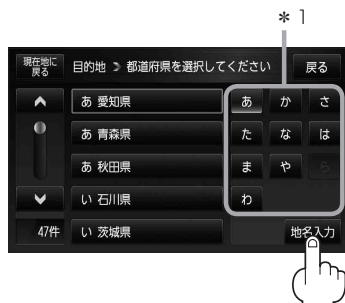 ＊1
現在地に戻る 目的地 都道府県を選択してください 戻る
あ 愛知県 あ か さ
あ 青森県 た な は
あ 秋田県 ま や ら
い 石川県 わ
47件 い 茨城県 地名入力